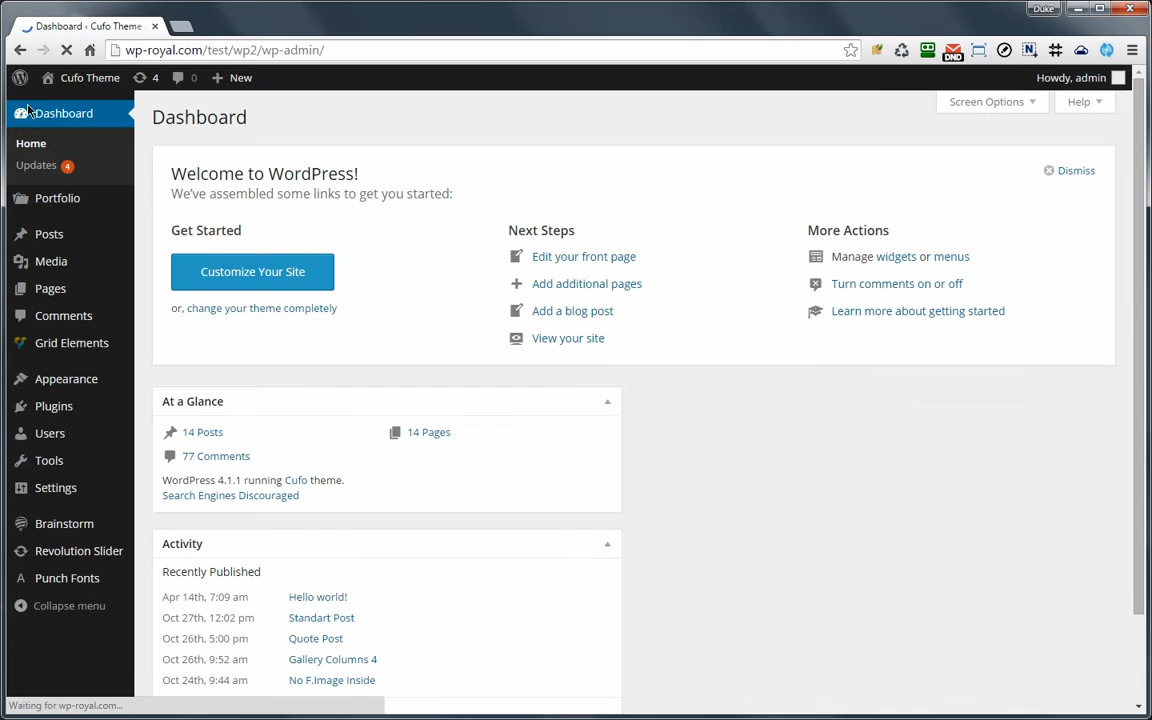 Dashboard ‹ Cufo Theme
Duke
wp-royal.com/test/wp2/wp-admin/
DND
Cufo Theme 4 0 New
Howdy, admin
Dashboard
Home
Updates 4
Portfolio
Posts
Media
Pages
Comments
Grid Elements
Appearance
Plugins
Users
Tools
Settings
Brainstorm
Revolution Slider
Punch Fonts
Collapse menu
Screen Options
Help
Dashboard
Welcome to WordPress!
We've assembled some links to get you started:
Dismiss
Get Started
Customize Your Site
or, change your theme completely
Next Steps
Edit your front page
Add additional pages
Add a blog post
View your site
More Actions
Manage widgets or menus
Turn comments on or off
Learn more about getting started
At a Glance
14 Posts
14 Pages
77 Comments
WordPress 4.1.1 running Cufo theme.
Search Engines Discouraged
Activity
Recently Published
Apr 14th, 7:09 am Hello world!
Oct 27th, 12:02 pm Standart Post
Oct 26th, 5:00 pm Quote Post
Oct 26th, 9:52 am Gallery Columns 4
Oct 24th, 9:44 am No F.Image Inside
Waiting for wp-royal.com...